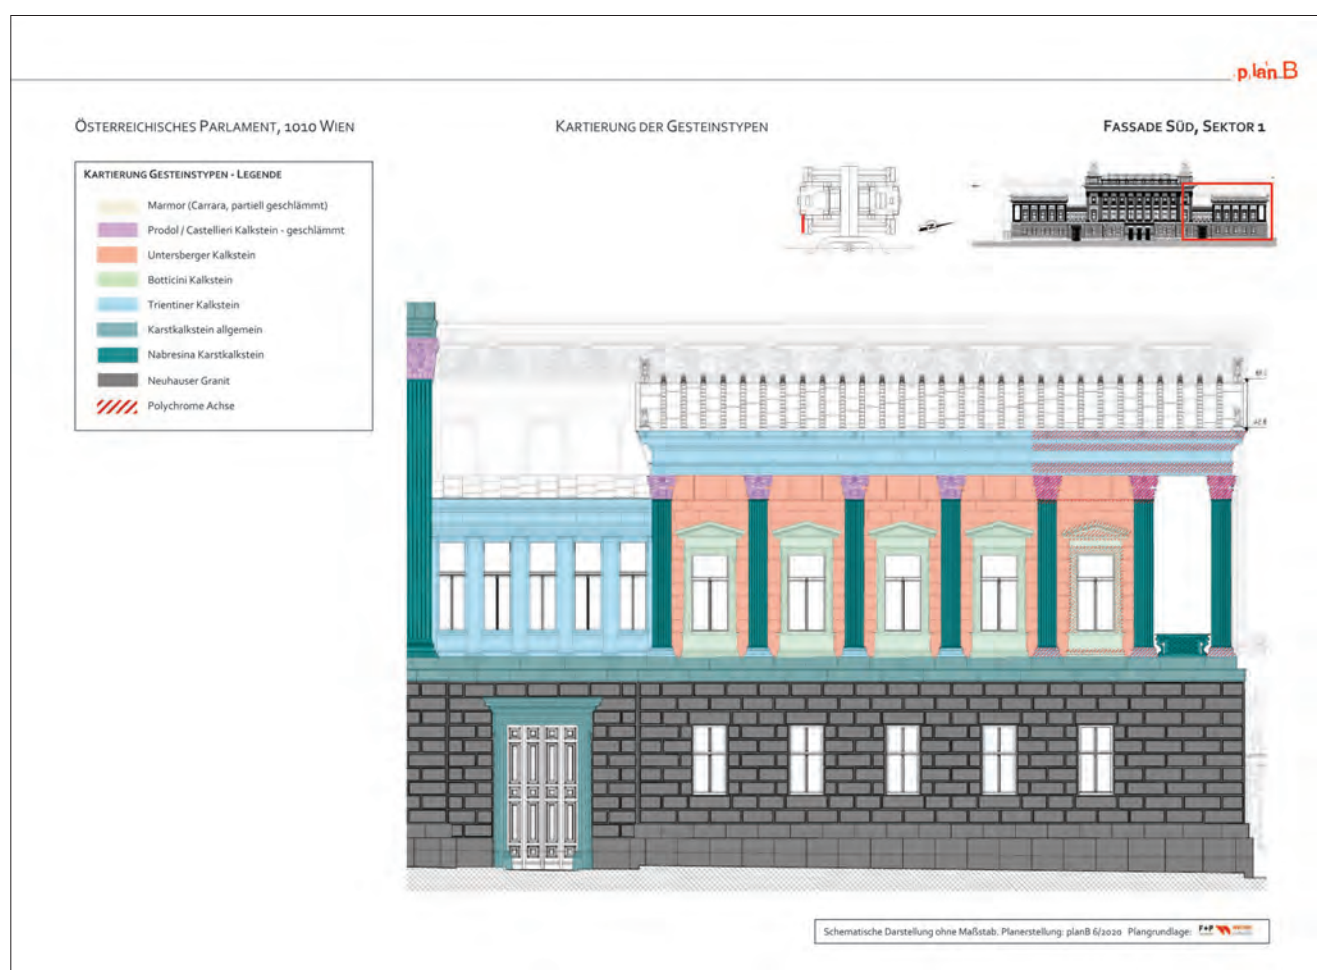 p)la'n B
ÖSTERREICHISCHES PARLAMENT, 1010 WIEN
KARTIERUNG DER GESTEINSTYPEN
FASSADE SÜD, SEKTOR 1
KARTIERUNG GESTEINSTYPEN - LEGENDE
Marmor (Carrara, partiell geschlämmt)
Prodol / Castellieri Kalkstein - geschlämmt
Untersberger Kalkstein
Botticini Kalkstein
Trientiner Kalkstein
Karstkalkstein allgemein
Nabresina Karstkalkstein
Neuhauser Granit
Polychrome Achse
Schematische Darstellung ohne Maßstab. Planerstellung: planB 6/2020 Plangrundlage: F+P